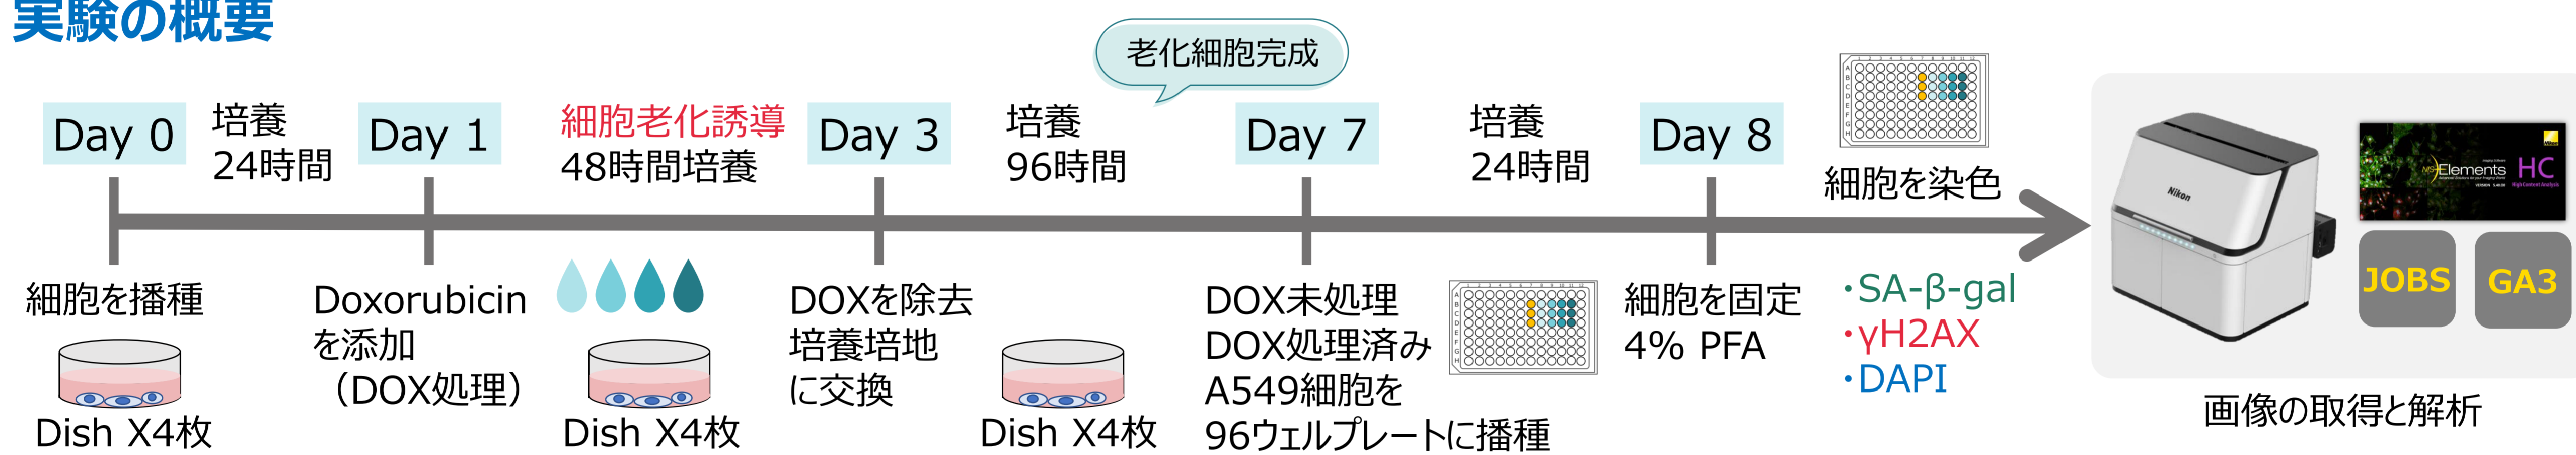 実験の概要
老化細胞完成
Day 0
培養
24時間
Day 1
細胞老化誘導
48時間培養
Day 3
培養
96時間
Day 7
培養
24時間
Day 8
細胞を染色
細胞を播種
Dish X4枚
Doxorubicin
を添加
（DOX処理）
Dish X4枚
DOXを除去
培養培地
に交換
Dish X4枚
DOX未処理
DOX処理済み
A549細胞を
96ウェルプレートに播種
細胞を固定
4% PFA
・SA-β-gal
・γH2AX
・DAPI
Nikon
NIS-Elements HC
High Content Analysis
JOBS
GA3
画像の取得と解析